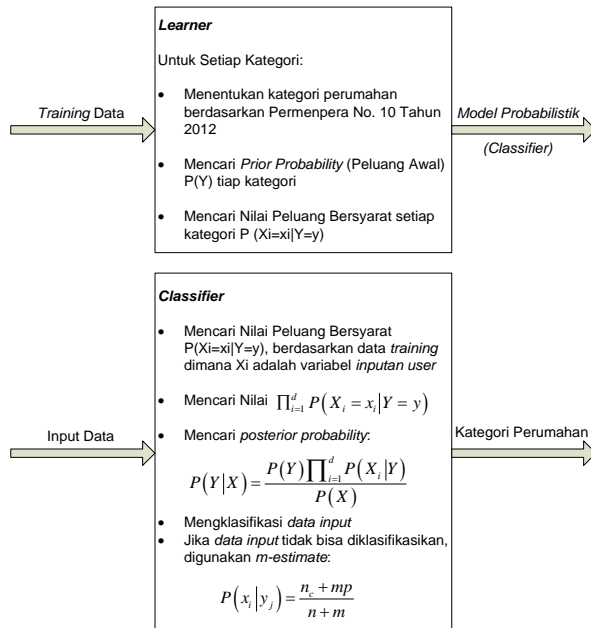 Learner
Untuk Setiap Kategori:
• Menentukan kategori perumahan
berdasarkan Permenpera No. 10 Tahun
2012
• Mencari Prior Probability (Peluang Awal)
P(Y) tiap kategori
• Mencari Nilai Peluang Bersyarat setiap
kategori P (Xi=xi|Y=y)
Training Data
Model Probabilistik
(Classifier)
Classifier
• Mencari Nilai Peluang Bersyarat
P(Xi=xi|Y=y), berdasarkan data training
dimana Xi adalah variabel inputan user
• Mencari Nilai ∏_{i=1}^{d} P(X_i = x_i|Y = y)
• Mencari posterior probability:
P(Y|X) = P(Y)∏_{i=1}^{d} P(X_i|Y) / P(X)
• Mengklasifikasi data input
• Jika data input tidak bisa diklasifikasikan,
digunakan m-estimate:
P(x_i|y_j) = n_c + mp / n + m
Input Data
Kategori Perumahan